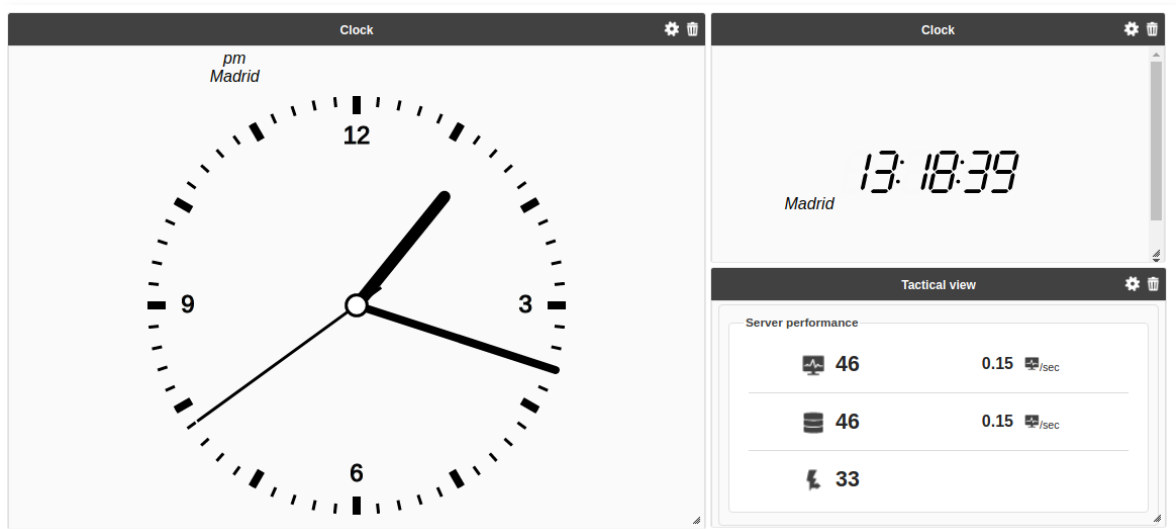 Clock
pm
Madrid
12
9
3
6
Clock
13:18:39
Madrid
Tactical view
Server performance
46 0.15 /sec
46 0.15 /sec
33